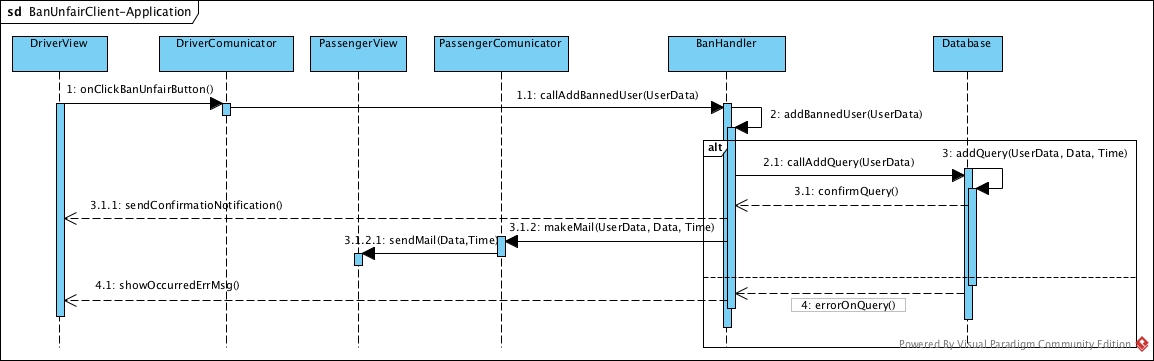 sd BanUnfairClient-Application
DriverView
DriverComunicator
PassengerView
PassengerComunicator
BanHandler
Database
1: onClickBanUnfairButton()
1.1: callAddBannedUser(UserData)
2: addBannedUser(UserData)
alt
3: addQuery(UserData, Data, Time)
2.1: callAddQuery(UserData)
3.1: confirmQuery()
3.1.1: sendConfirmatioNotification()
3.1.2: makeMail(UserData, Data, Time)
3.1.2.1: sendMail(Data,Time)
4.1: showOccurredErrMsg()
4: errorOnQuery()
Powered By Visual Paradigm Community Edition